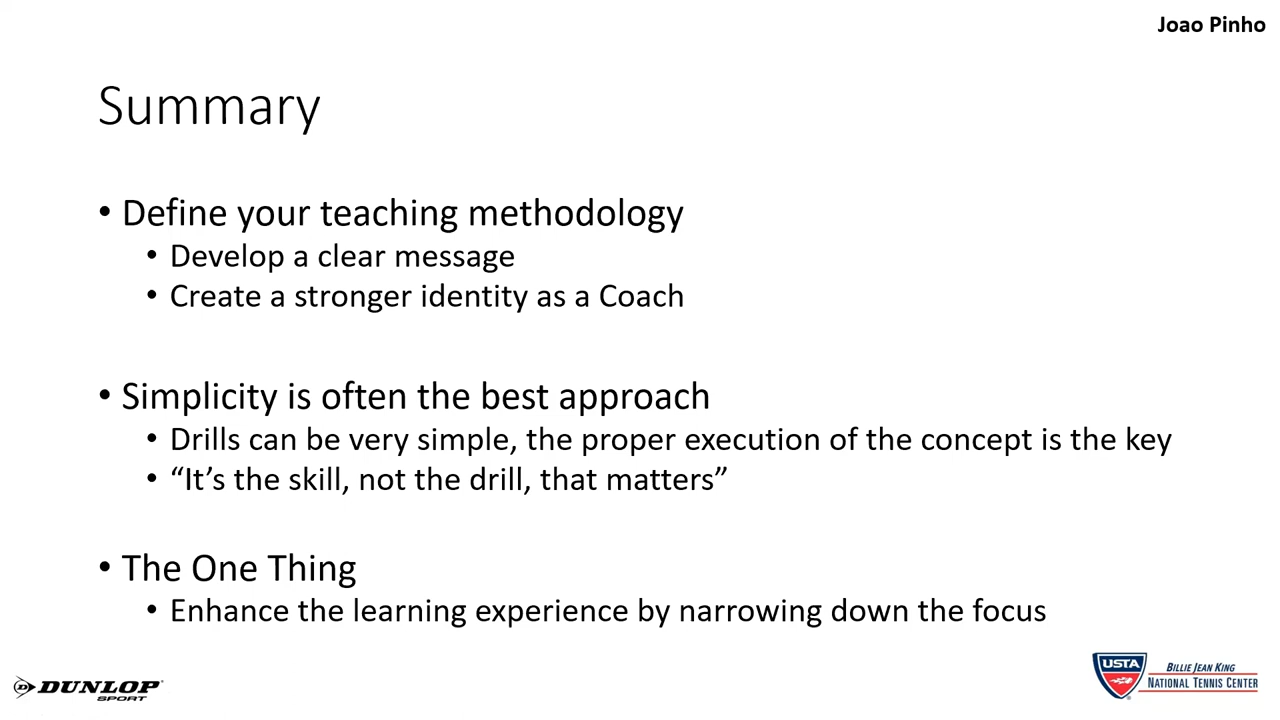 Joao Pinho
Summary
• Define your teaching methodology
• Develop a clear message
• Create a stronger identity as a Coach
• Simplicity is often the best approach
• Drills can be very simple, the proper execution of the concept is the key
• “It’s the skill, not the drill, that matters”
• The One Thing
• Enhance the learning experience by narrowing down the focus
DUNLOP
SPORT
USTA
BILLIE JEAN KING
NATIONAL TENNIS CENTER